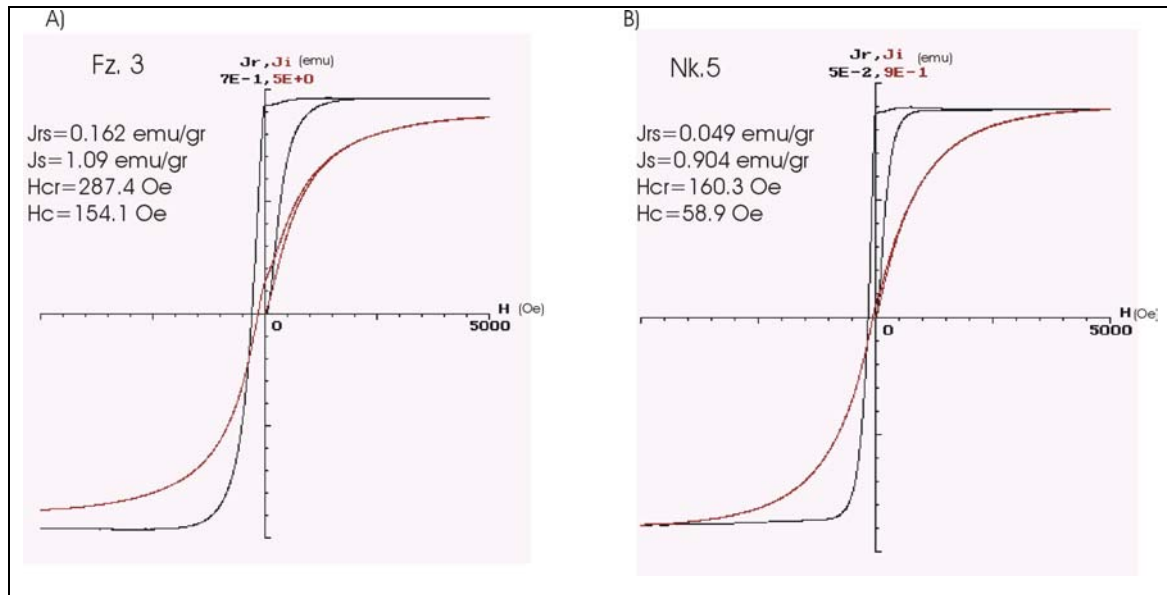 A)
Fz. 3
Jr,Ji (emu)
7E-1,5E+0
Jrs=0.162 emu/gr
Js=1.09 emu/gr
Hcr=287.4 Oe
Hc=154.1 Oe
H (Oe)
0
5000
B)
Nk.5
Jr,Ji (emu)
5E-2,9E-1
Jrs=0.049 emu/gr
Js=0.904 emu/gr
Hcr=160.3 Oe
Hc=58.9 Oe
H (Oe)
0
5000